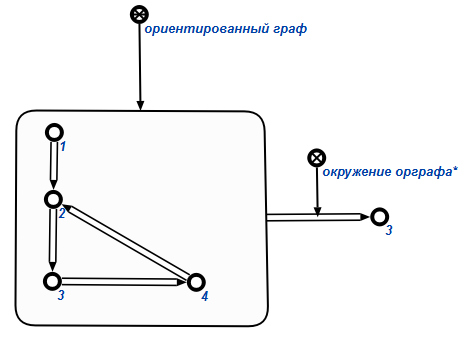 ориентированный граф
1
окружение орграфа*
2
3
3
4